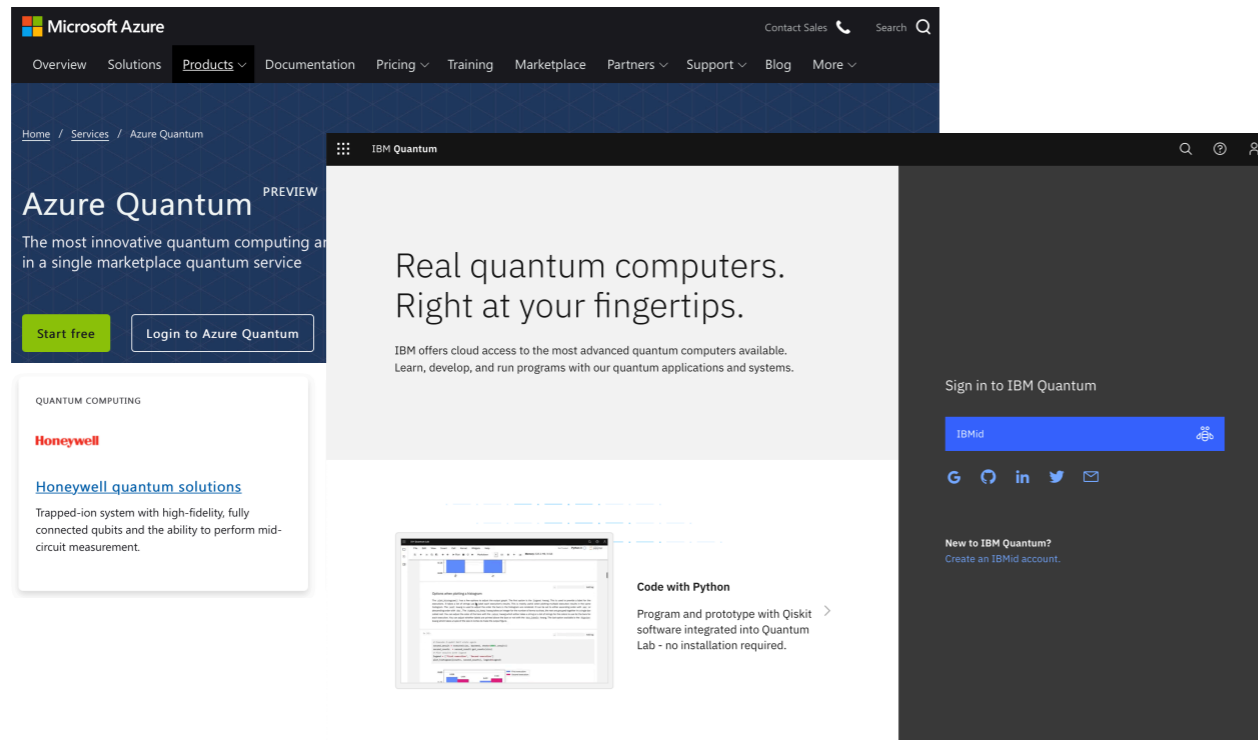 Microsoft Azure
Contact Sales
Search
Overview Solutions Products Documentation Pricing Training Marketplace Partners Support Blog More
Home / Services / Azure Quantum
Azure Quantum PREVIEW
The most innovative quantum computing
in a single marketplace quantum service
Start free
Login to Azure Quantum
QUANTUM COMPUTING
Honeywell
Honeywell quantum solutions
Trapped-ion system with high-fidelity, fully
connected qubits and the ability to perform mid-
circuit measurement.
IBM Quantum
Real quantum computers.
Right at your fingertips.
IBM offers cloud access to the most advanced quantum computers available.
Learn, develop, and run programs with our quantum applications and systems.
Code with Python
Program and prototype with Qiskit
software integrated into Quantum
Lab - no installation required.
Sign in to IBM Quantum
IBMid
New to IBM Quantum?
Create an IBMid account.